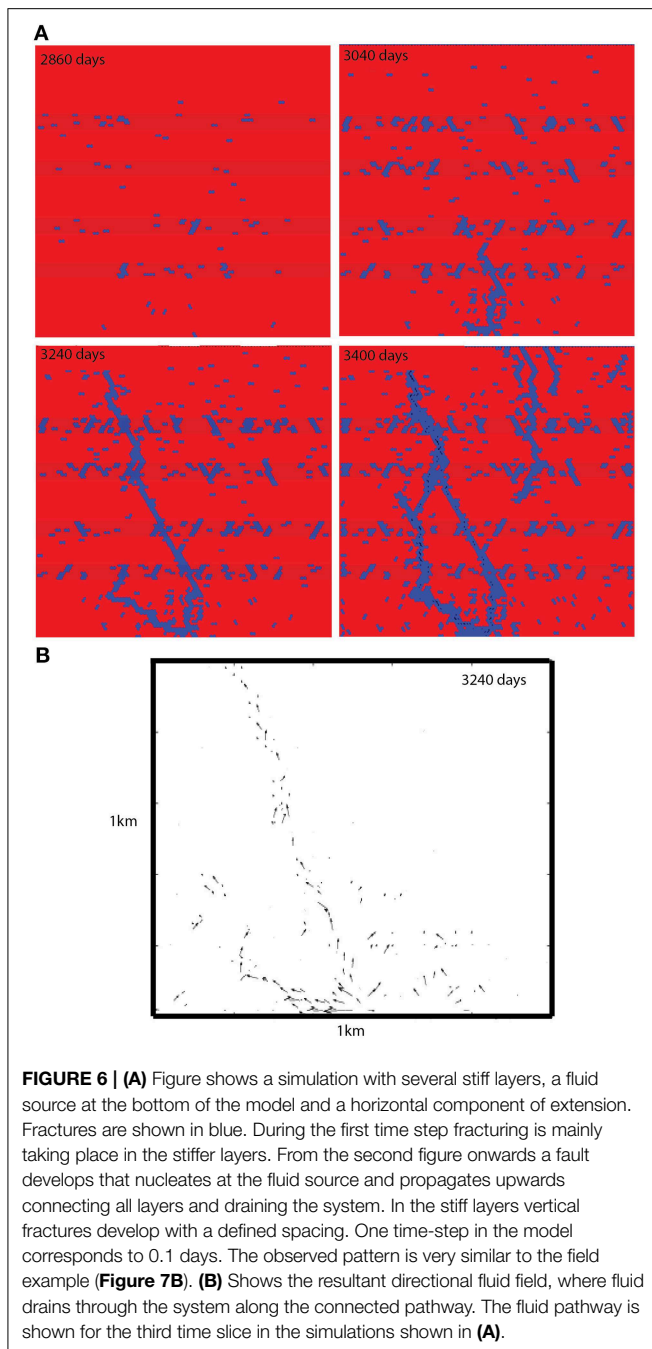 A
2860 days
3040 days
3240 days
3400 days
B
3240 days
1km
1km
FIGURE 6 | (A) Figure shows a simulation with several stiff layers, a fluid
source at the bottom of the model and a horizontal component of extension.
Fractures are shown in blue. During the first time step fracturing is mainly
taking place in the stiffer layers. From the second figure onwards a fault
develops that nucleates at the fluid source and propagates upwards
connecting all layers and draining the system. In the stiff layers vertical
fractures develop with a defined spacing. One time-step in the model
corresponds to 0.1 days. The observed pattern is very similar to the field
example (Figure 7B). (B) Shows the resultant directional fluid field, where fluid
drains through the system along the connected pathway. The fluid pathway is
shown for the third time slice in the simulations shown in (A).